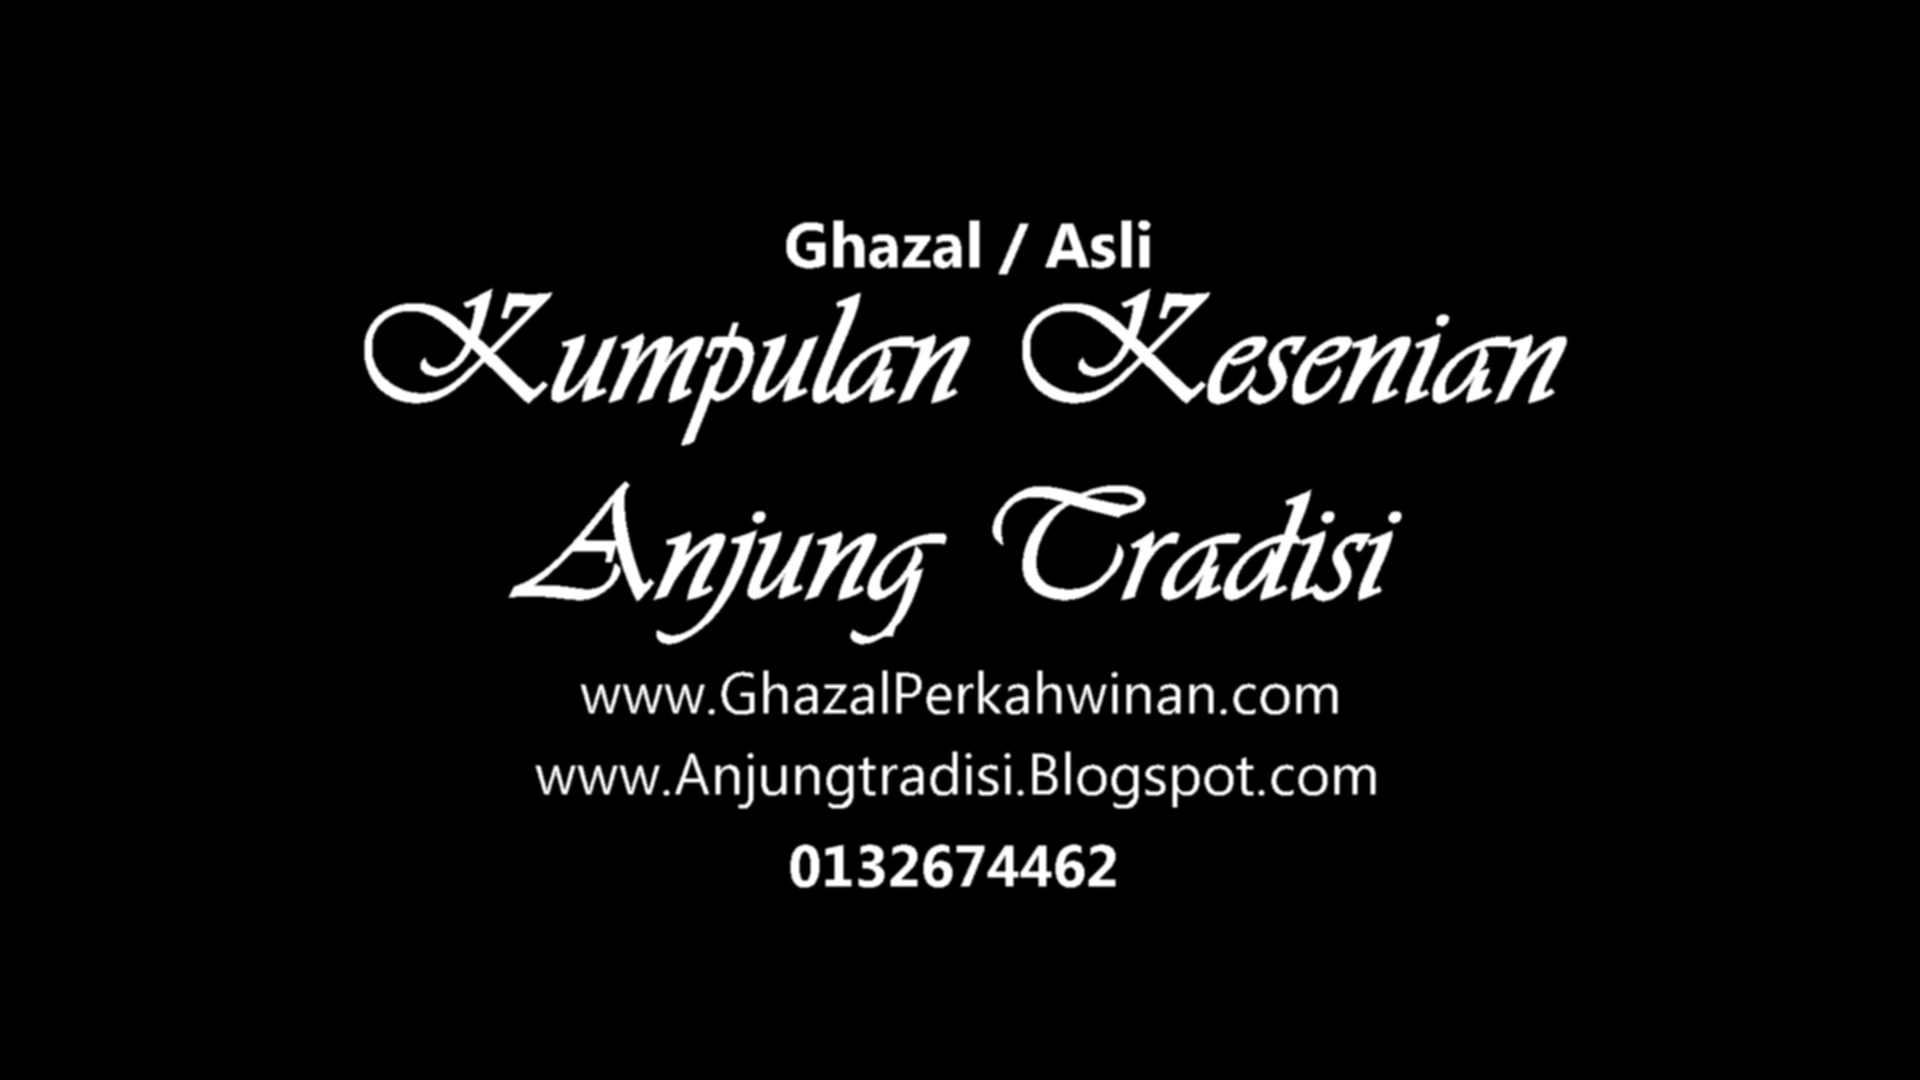 Ghazal / Asli
Kumpulan Kesenian
Anjung Tradisi
www.GhazalPerkahwinan.com
www.Anjungtradisi.Blogspot.com
0132674462